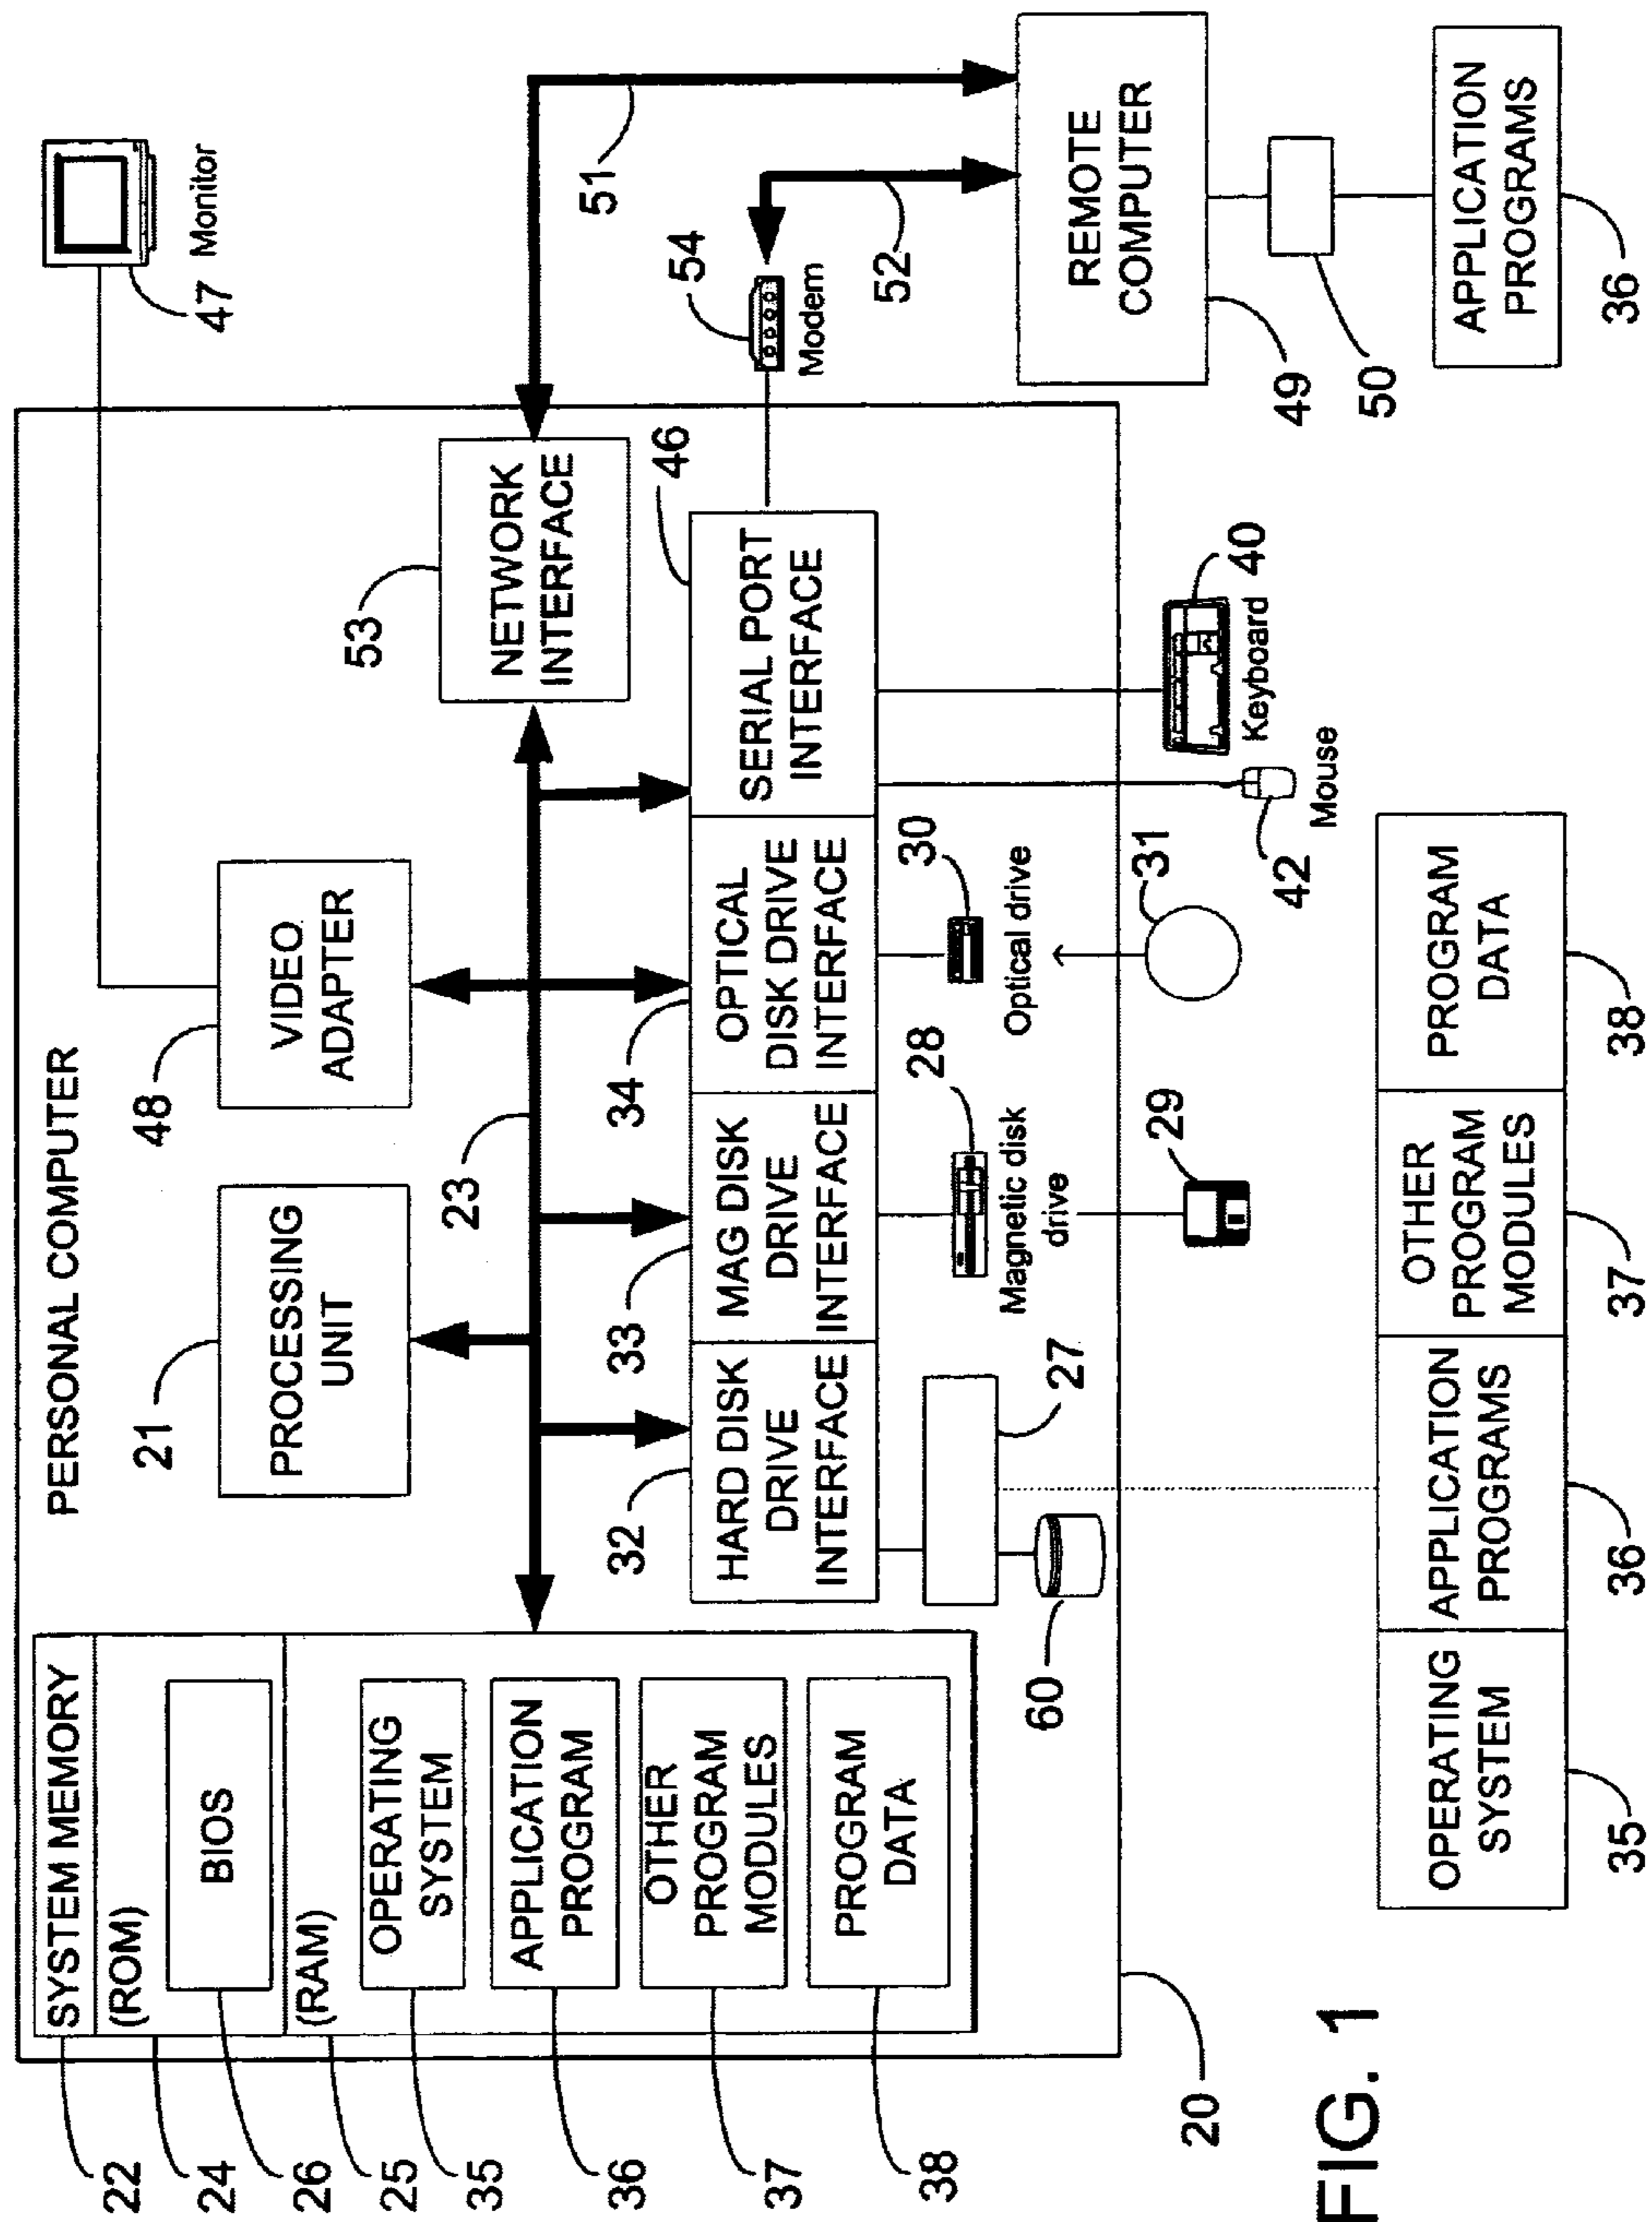 PERSONAL COMPUTER
22
SYSTEM MEMORY
24
(ROM)
26
BIOS
25
(RAM)
35
OPERATING
SYSTEM
36
APPLICATION
PROGRAM
37
OTHER
PROGRAM
MODULES
38
PROGRAM
DATA
21
PROCESSING
UNIT
48
VIDEO
ADAPTER
47
Monitor
23
53
NETWORK
INTERFACE
51
32
HARD DISK
DRIVE
INTERFACE
33
MAG DISK
DRIVE
INTERFACE
34
OPTICAL
DISK DRIVE
INTERFACE
46
SERIAL PORT
INTERFACE
54
Modem
52
27
60
28
Magnetic disk
drive
30
Optical drive
29
31
42
Mouse
40
Keyboard
REMOTE
COMPUTER
49
50
APPLICATION
PROGRAMS
36
20
OPERATING
SYSTEM
35
APPLICATION
PROGRAMS
36
OTHER
PROGRAM
MODULES
37
PROGRAM
DATA
38
FIG. 1